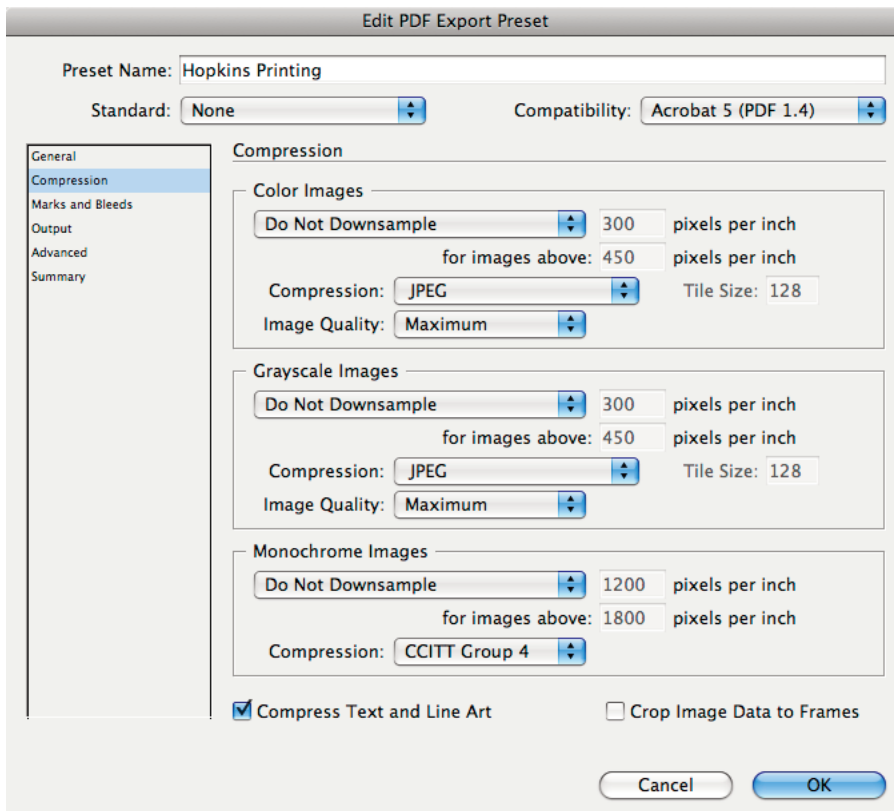 Edit PDF Export Preset
Preset Name: Hopkins Printing
Standard: None Compatibility: Acrobat 5 (PDF 1.4)
General
Compression
Marks and Bleeds
Output
Advanced
Summary
Compression
Color Images
Do Not Downsample 300 pixels per inch
for images above: 450 pixels per inch
Compression: JPEG Tile Size: 128
Image Quality: Maximum
Grayscale Images
Do Not Downsample 300 pixels per inch
for images above: 450 pixels per inch
Compression: JPEG Tile Size: 128
Image Quality: Maximum
Monochrome Images
Do Not Downsample 1200 pixels per inch
for images above: 1800 pixels per inch
Compression: CCITT Group 4
Compress Text and Line Art Crop Image Data to Frames
Cancel OK